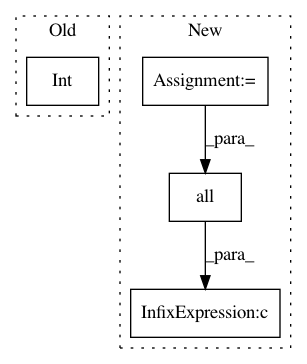 Old
New
Int
Assignment:=
_para_
all
_para_
InfixExpression:c